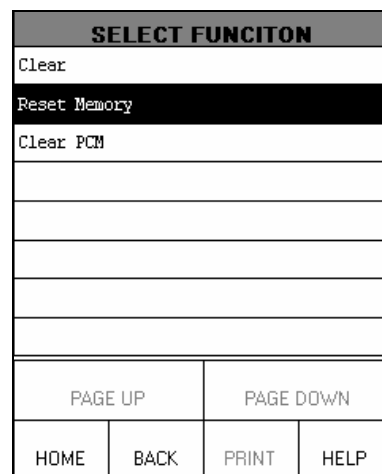 SELECT FUNCITON
Clear
Reset Memory
Clear PCM
PAGE UP PAGE DOWN
HOME BACK PRINT HELP